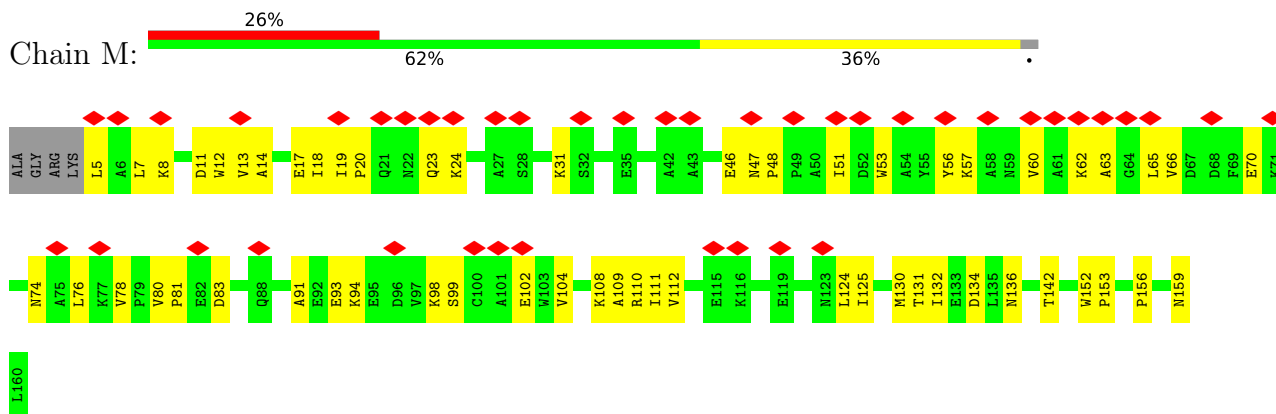 26%
Chain M:
62%
36%
•
ALA
GLY
ARG
LYS
L5
A6
L7
K8
D11
W12
V13
A14
E17
I18
I19
P20
Q21
N22
Q23
K24
A27
S28
K31
S32
E35
A42
A43
E46
N47
P48
P49
A50
I51
D52
W53
A54
Y55
Y56
K57
A58
N59
V60
A61
K62
A63
G64
L65
V66
D67
D68
F69
E70
K71
N74
A75
L76
K77
V78
P79
V80
P81
E82
D83
Q88
A91
E92
E93
K94
E95
D96
V97
K98
S99
C100
A101
E102
W103
V104
K108
A109
R110
I111
V112
E115
K116
E119
N123
L124
I125
M130
T131
I132
E133
D134
L135
N136
T142
W152
P153
P156
N159
L160